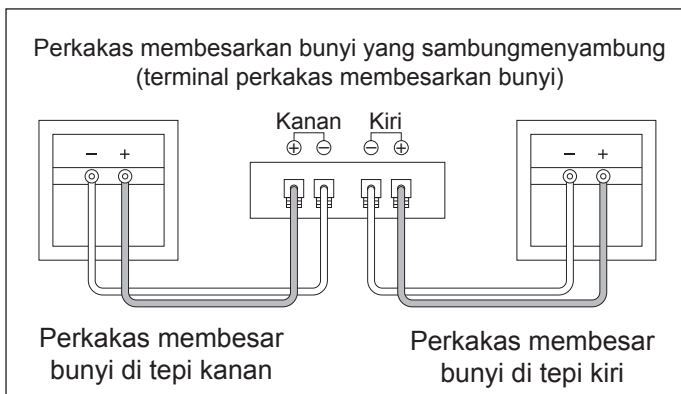 Perkakas membesarkan bunyi yang sambungmenyambung
(terminal perkakas membesarkan bunyi)
Kanan Kiri
⊕ ⊖ ⊖ ⊕
− + − +
Perkakas membesar
bunyi di tepi kanan
Perkakas membesar
bunyi di tepi kiri